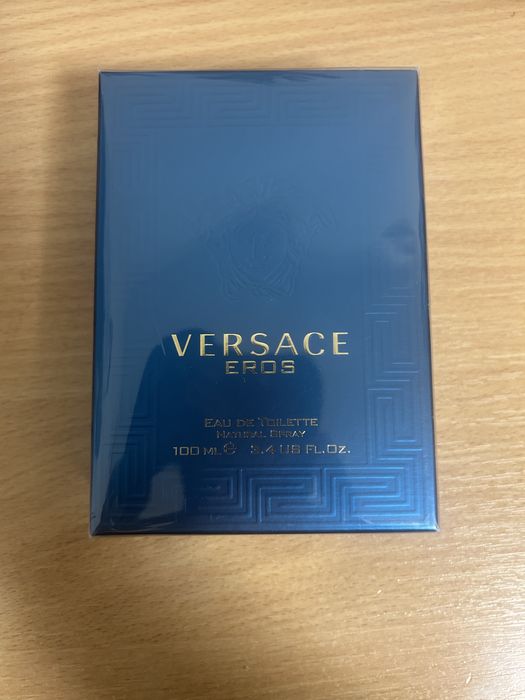 VERSACE
EROS
EAU DE TOILETTE
NATURAL SPRAY
100 ML ℮ 3.4 US FL.OZ.